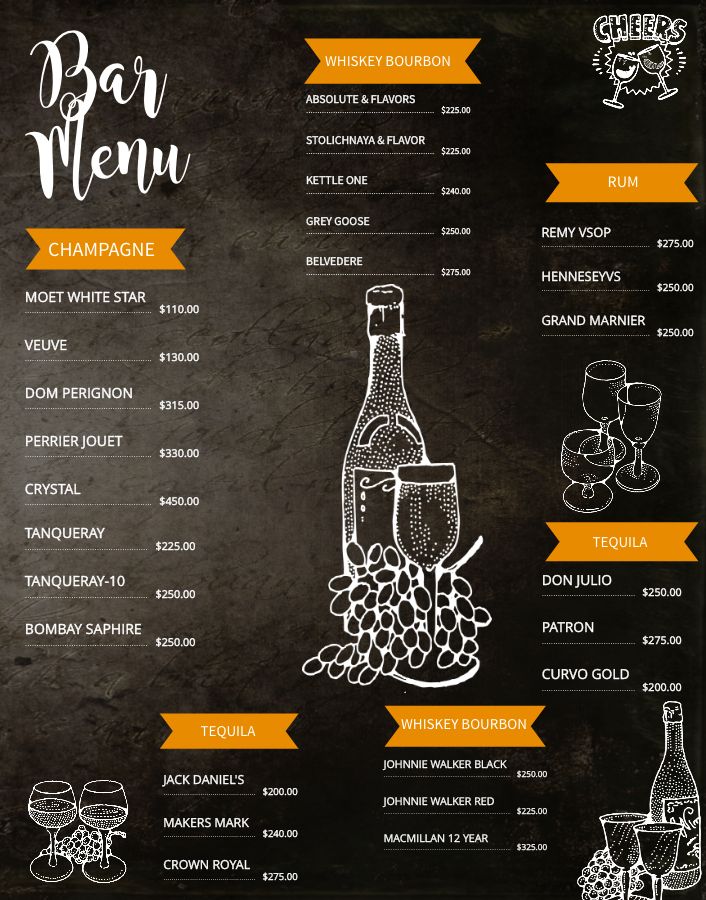 Bar
Menu
CHEERS
CHAMPAGNE
MOET WHITE STAR
$110.00
VEUVE
$130.00
DOM PERIGNON
$315.00
PERRIER JOUET
$330.00
CRYSTAL
$450.00
TANQUERAY
$225.00
TANQUERAY-10
$250.00
BOMBAY SAPHIRE
$250.00
WHISKEY BOURBON
ABSOLUTE & FLAVORS
$225.00
STOLICHNAYA & FLAVOR
$225.00
KETTLE ONE
$240.00
GREY GOOSE
$250.00
BELVEDERE
$275.00
RUM
REMY VSOP
$275.00
HENNESEYVS
$250.00
GRAND MARNIER
$250.00
TEQUILA
DON JULIO
$250.00
PATRON
$275.00
CURVO GOLD
$200.00
TEQUILA
JACK DANIEL'S
$200.00
MAKERS MARK
$240.00
CROWN ROYAL
$275.00
WHISKEY BOURBON
JOHNNIE WALKER BLACK
$250.00
JOHNNIE WALKER RED
$225.00
MACMILLAN 12 YEAR
$325.00